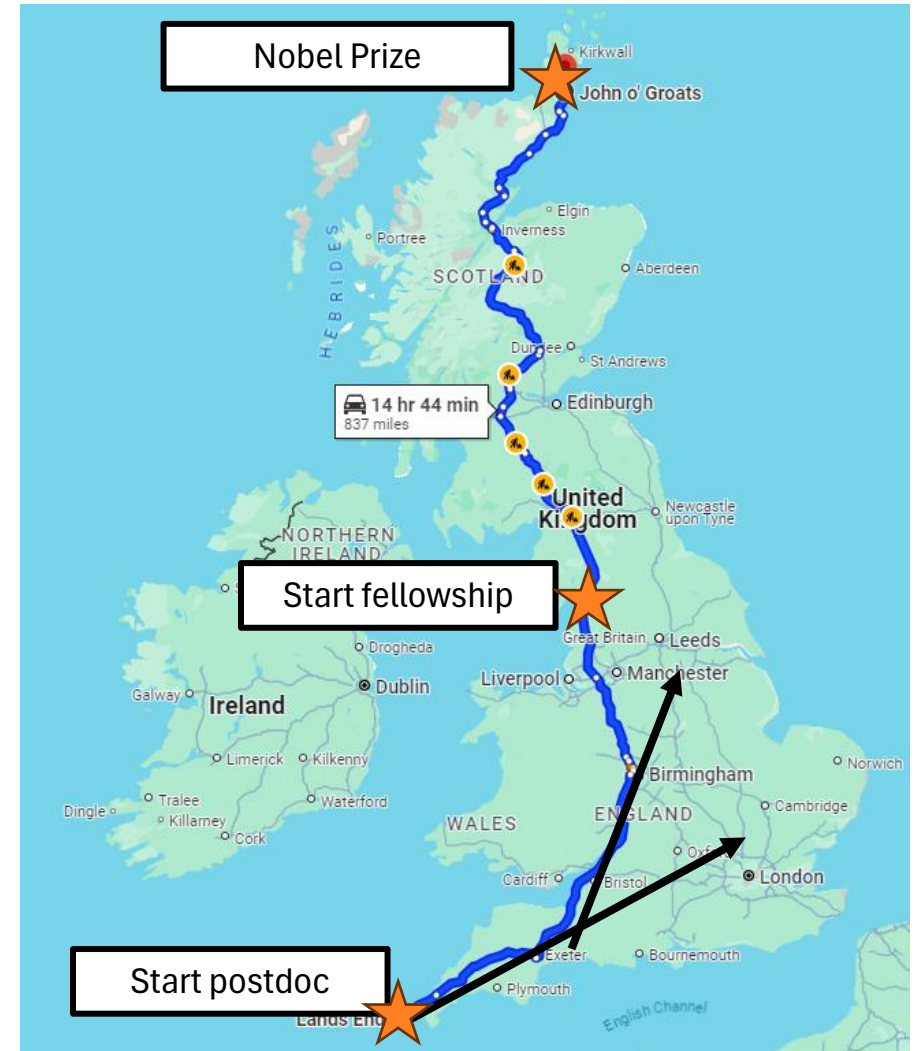 Nobel Prize
Kirkwall
John o' Groats
Elgin
Inverness
Portree
SCOTLAND
Aberdeen
HEBRIDES
Dundee
St Andrews
14 hr 44 min
837 miles
Edinburgh
United
Kingdom
Newcastle
upon Tyne
NORTHERN
IRELAND
Start fellowship
Great Britain
Leeds
Drogheda
Manchester
Liverpool
Dublin
Galway
Ireland
Limerick
Kilkenny
Birmingham
Norwich
Tralee
Waterford
Dingle
Killarney
Cambridge
WALES
ENGLAND
Cork
Cardiff
Bristol
London
Exeter
Bournemouth
Start postdoc
Plymouth
English Channel